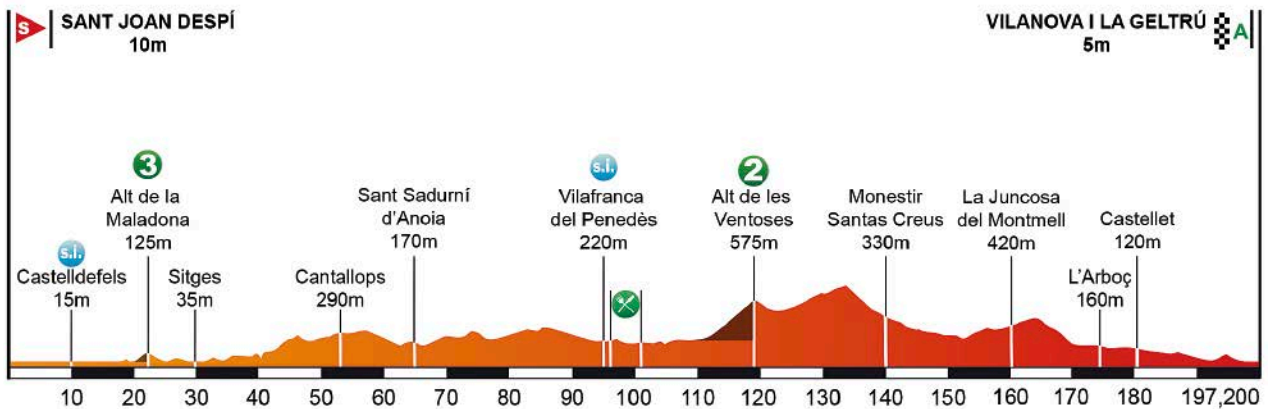 S
SANT JOAN DESPÍ
10m
VILANOVA I LA GELTRÚ
5m
A
3
Alt de la
Maladona
125m
s.i.
Castelldefels
15m
Sitges
35m
Cantallops
290m
Sant Sadurní
d'Anoia
170m
s.i.
Vilafranca
del Penedès
220m
2
Alt de les
Ventoses
575m
Monestir
Santas Creus
330m
La Juncosa
del Montmell
420m
L'Arboç
160m
Castellet
120m
10 20 30 40 50 60 70 80 90 100 110 120 130 140 150 160 170 180 197,200